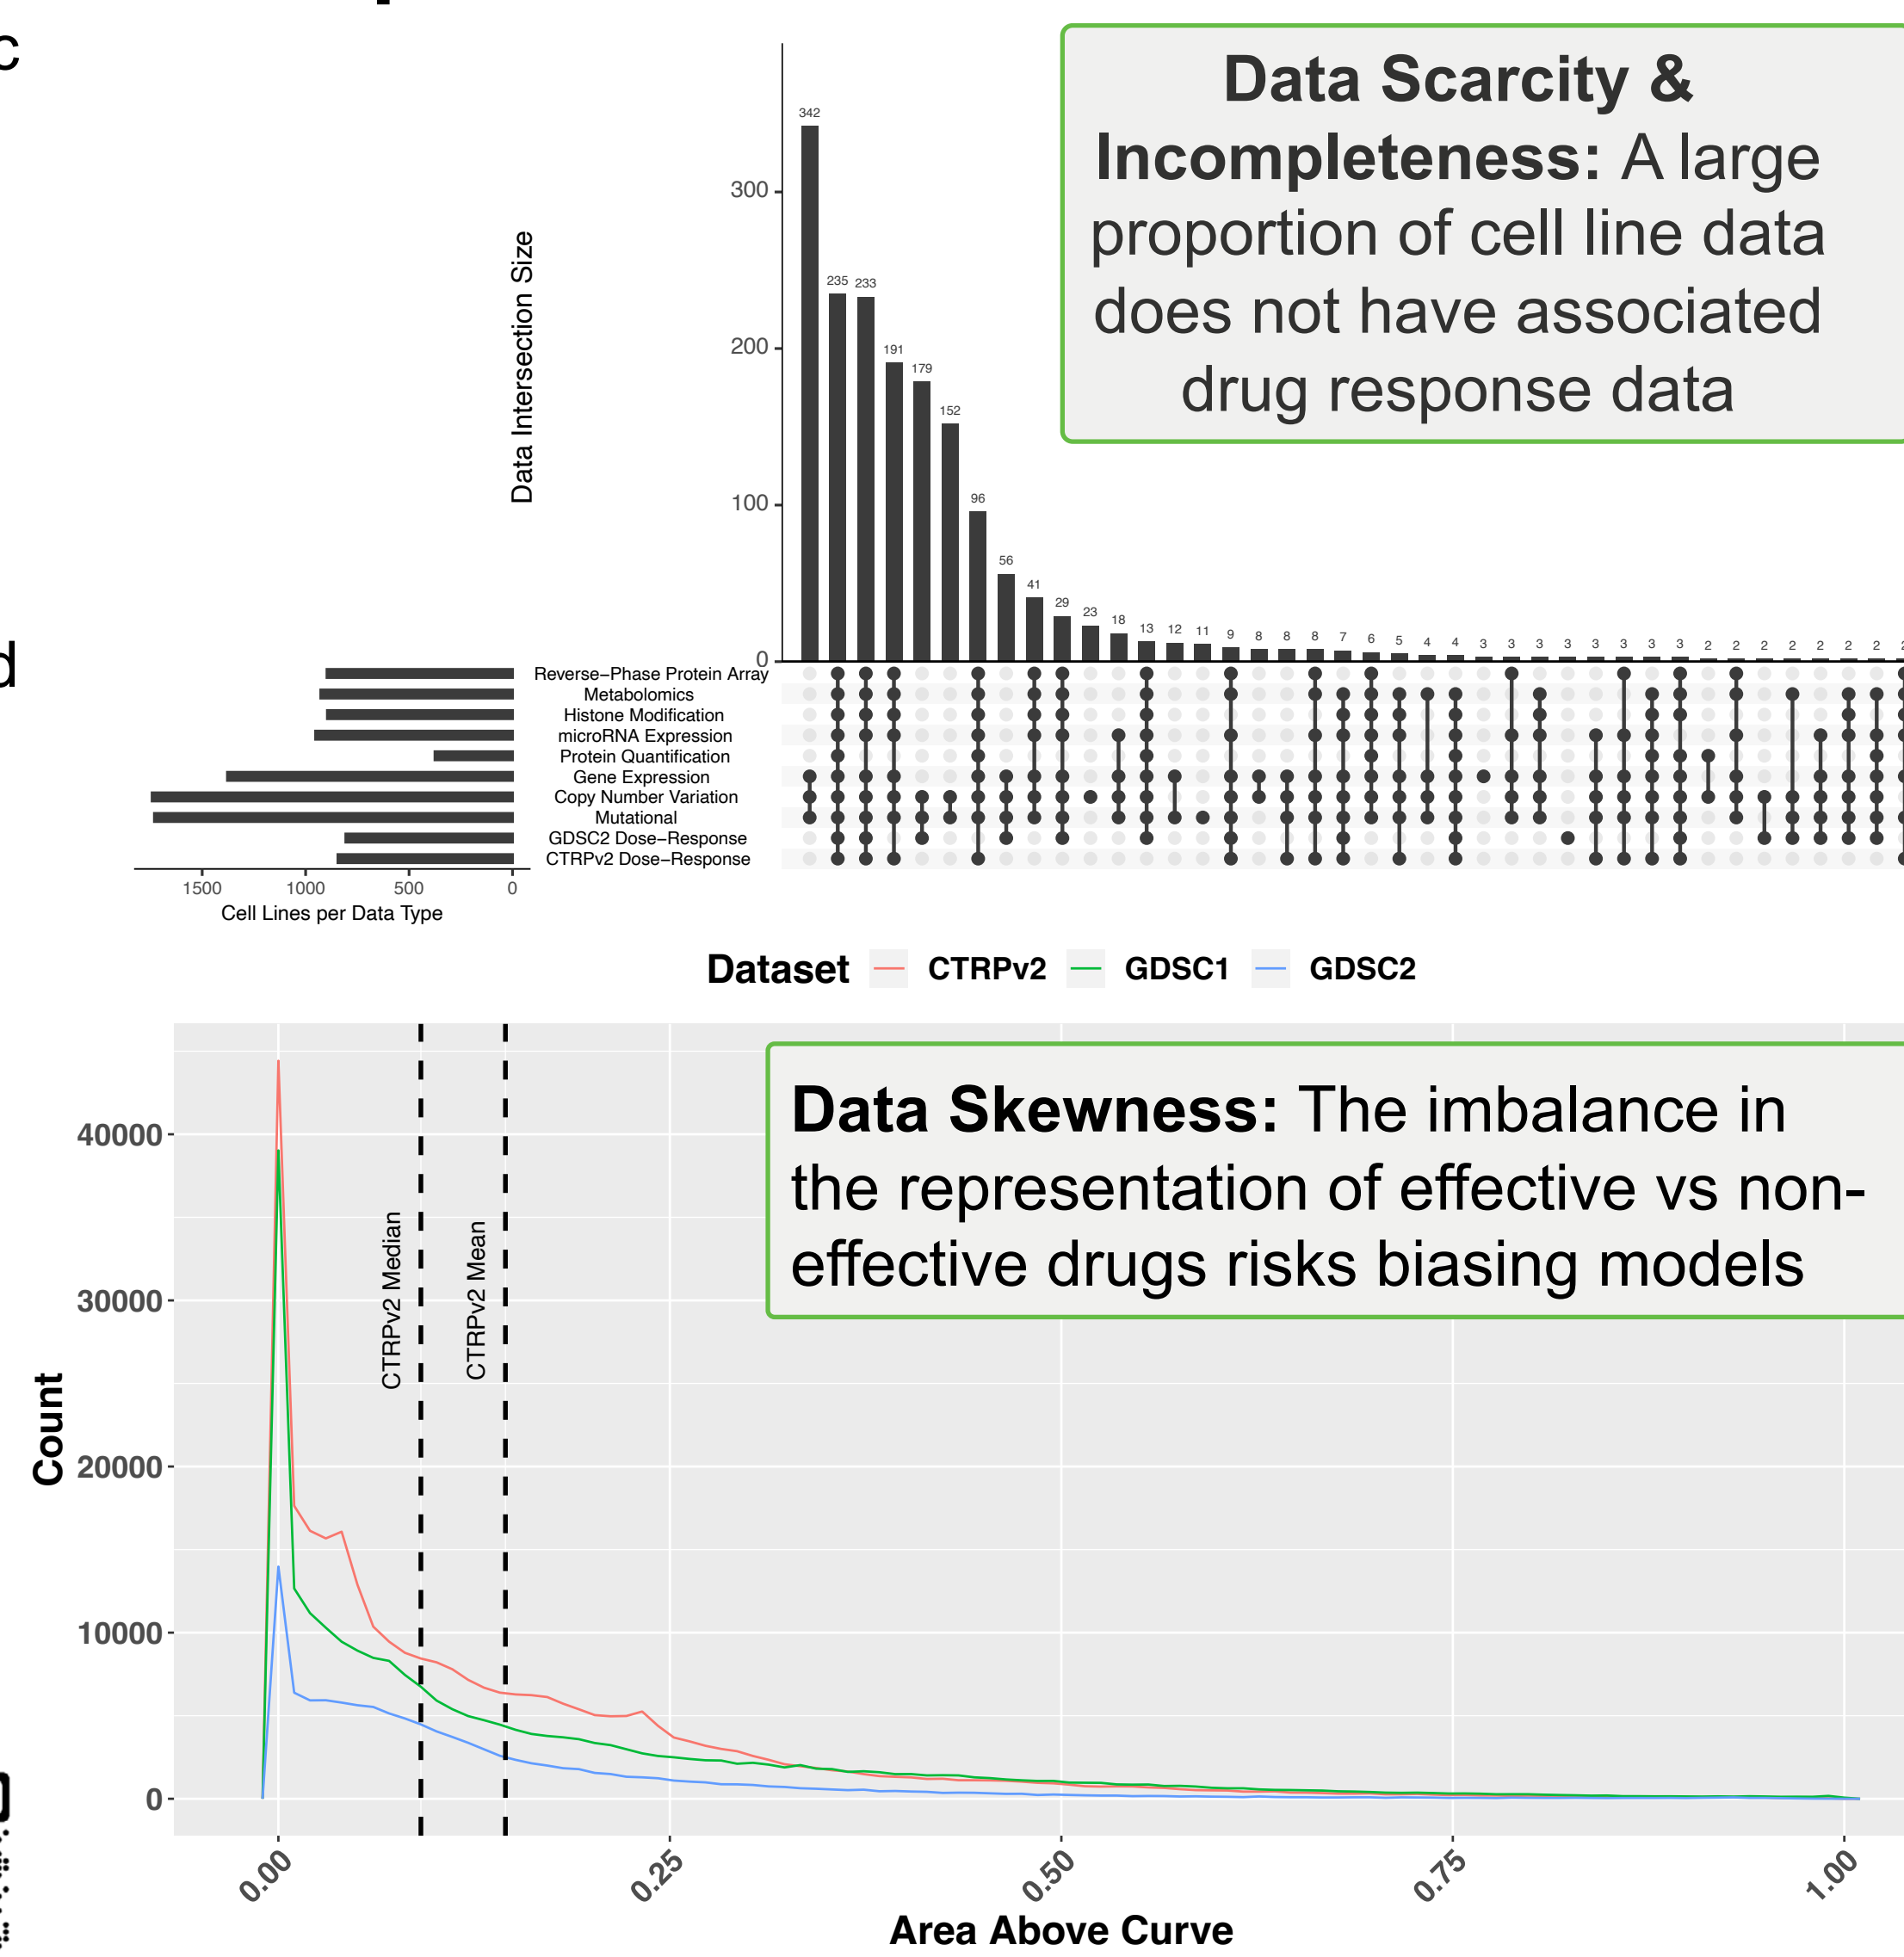 c
Data Scarcity &
Incompleteness: A large
proportion of cell line data
does not have associated
drug response data
Data Intersection Size
300
200
100
0
342
235
233
191
179
152
96
56
41
29
23
18
13
12
11
9
8
8
8
7
6
5
4
4
3
3
3
3
3
3
3
3
2
2
2
2
2
2
2
d
Reverse–Phase Protein Array
Metabolomics
Histone Modification
microRNA Expression
Protein Quantification
Gene Expression
Copy Number Variation
Mutational
GDSC2 Dose–Response
CTRPv2 Dose–Response
1500
1000
500
0
Cell Lines per Data Type
Dataset CTRPv2 GDSC1 GDSC2
Data Skewness: The imbalance in
the representation of effective vs non-
effective drugs risks biasing models
CTRPv2 Median
CTRPv2 Mean
Count
40000
30000
20000
10000
0
0.00
0.25
0.50
0.75
1.00
Area Above Curve